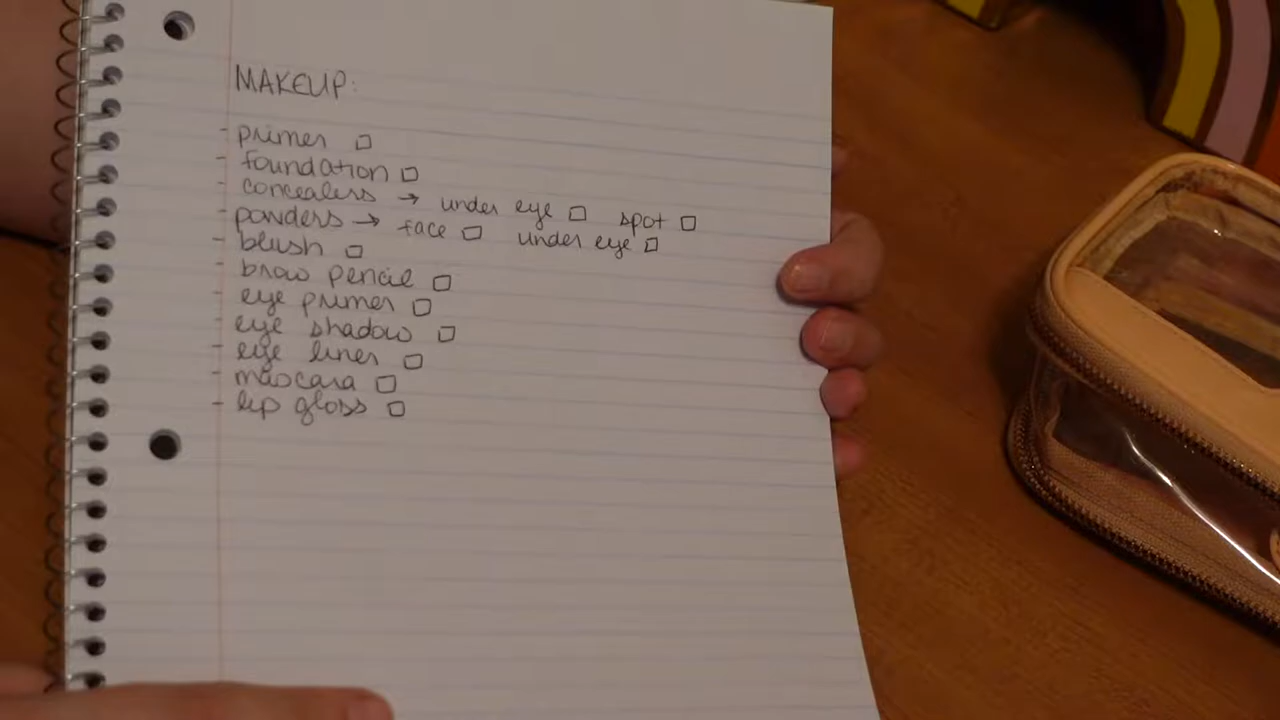 MAKEUP:
- primer ☐
- foundation ☐
- concealers → under eye ☐ spot ☐
- powders → face ☐ under eye ☐
- blush ☐
- brow pencil ☐
- eye primer ☐
- eye shadow ☐
- eye liner ☐
- mascara ☐
- lip gloss ☐